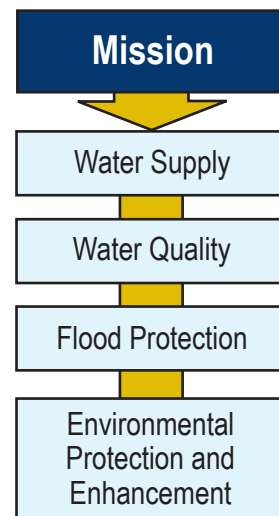 Mission
Water Supply
Water Quality
Flood Protection
Environmental
Protection and
Enhancement